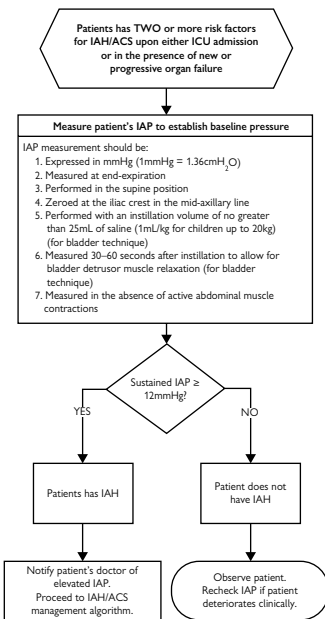 Patients has TWO or more risk factors
for IAH/ACS upon either ICU admission
or in the presence of new or
progressive organ failure
Measure patient's IAP to establish baseline pressure
IAP measurement should be:
1. Expressed in mmHg (1mmHg = 1.36cmH₂O)
2. Measured at end-expiration
3. Performed in the supine position
4. Zeroed at the iliac crest in the mid-axillary line
5. Performed with an instillation volume of no greater
than 25mL of saline (1mL/kg for children up to 20kg)
(for bladder technique)
6. Measured 30–60 seconds after instillation to allow for
bladder detrusor muscle relaxation (for bladder
technique)
7. Measured in the absence of active abdominal muscle
contractions
Sustained IAP ≥
12mmHg?
YES
NO
Patients has IAH
Patient does not
have IAH
Notify patient's doctor of
elevated IAP.
Proceed to IAH/ACS
management algorithm.
Observe patient.
Recheck IAP if patient
deteriorates clinically.